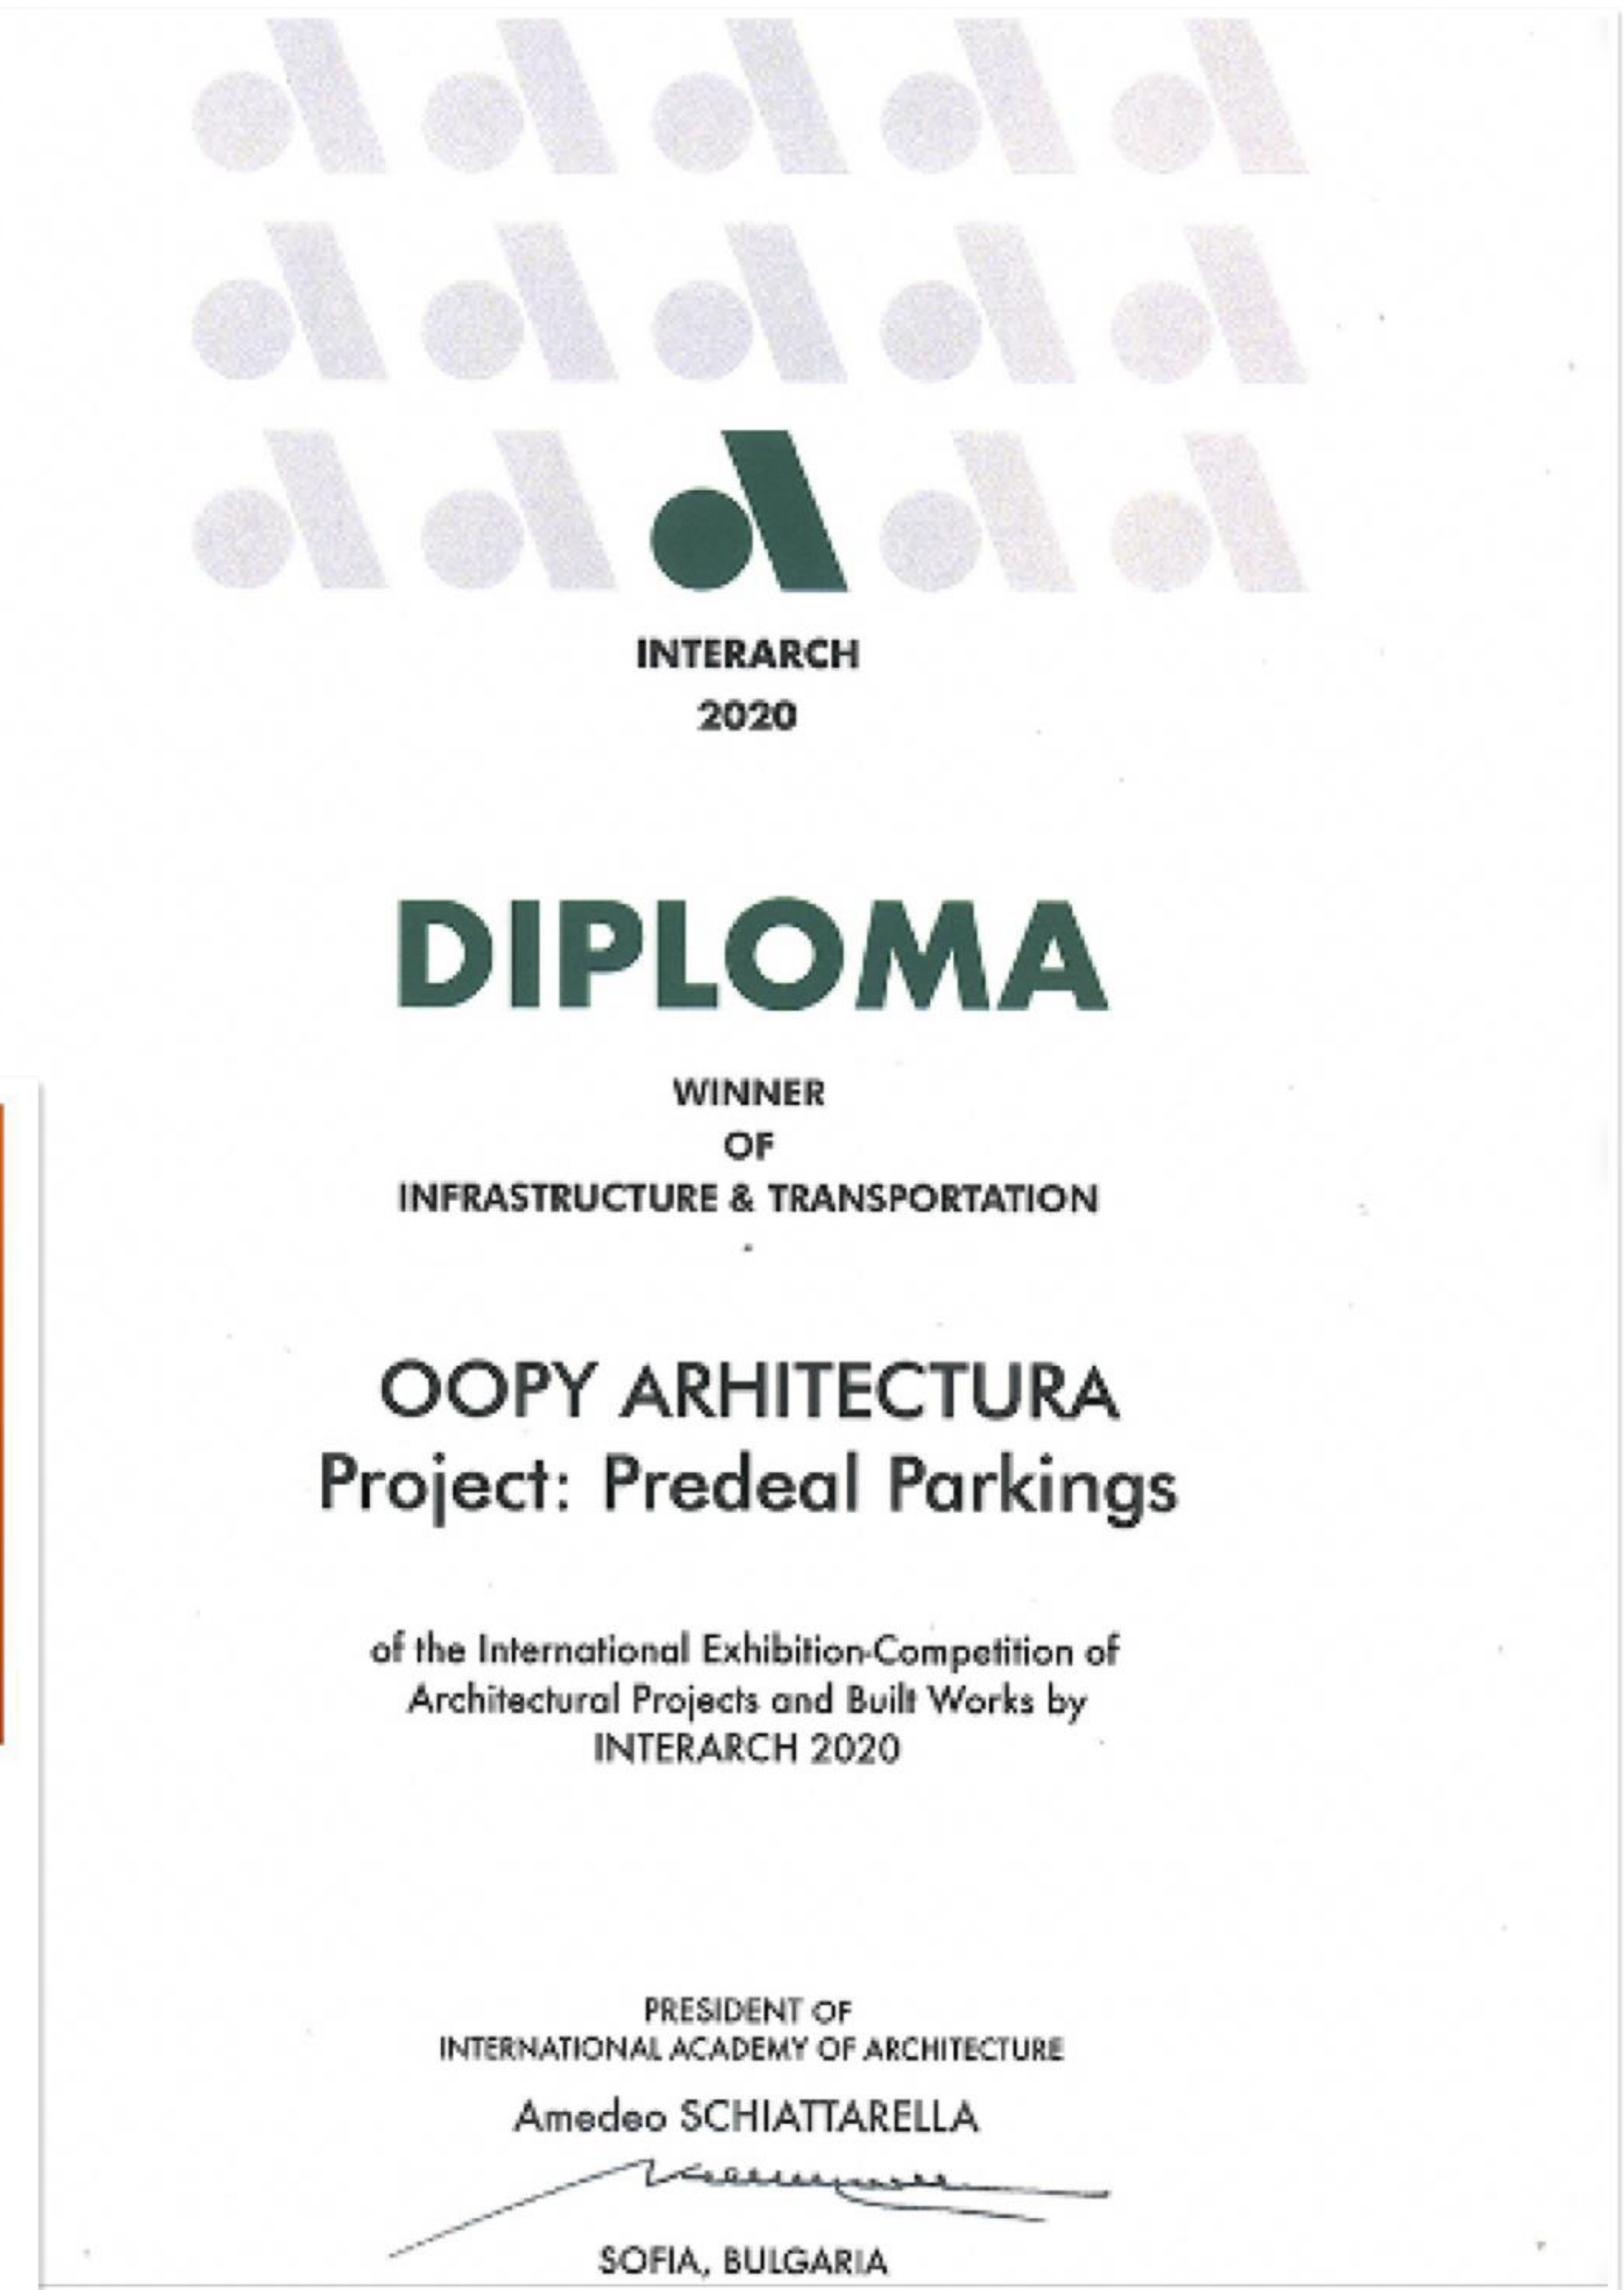 INTERARCH
2020
DIPLOMA
WINNER
OF
INFRASTRUCTURE & TRANSPORTATION
OOPY ARHITECTURA
Project: Predeal Parkings
of the International Exhibition-Competition of
Architectural Projects and Built Works by
INTERARCH 2020
PRESIDENT OF
INTERNATIONAL ACADEMY OF ARCHITECTURE
Amedeo SCHIATTARELLA
SOFIA, BULGARIA